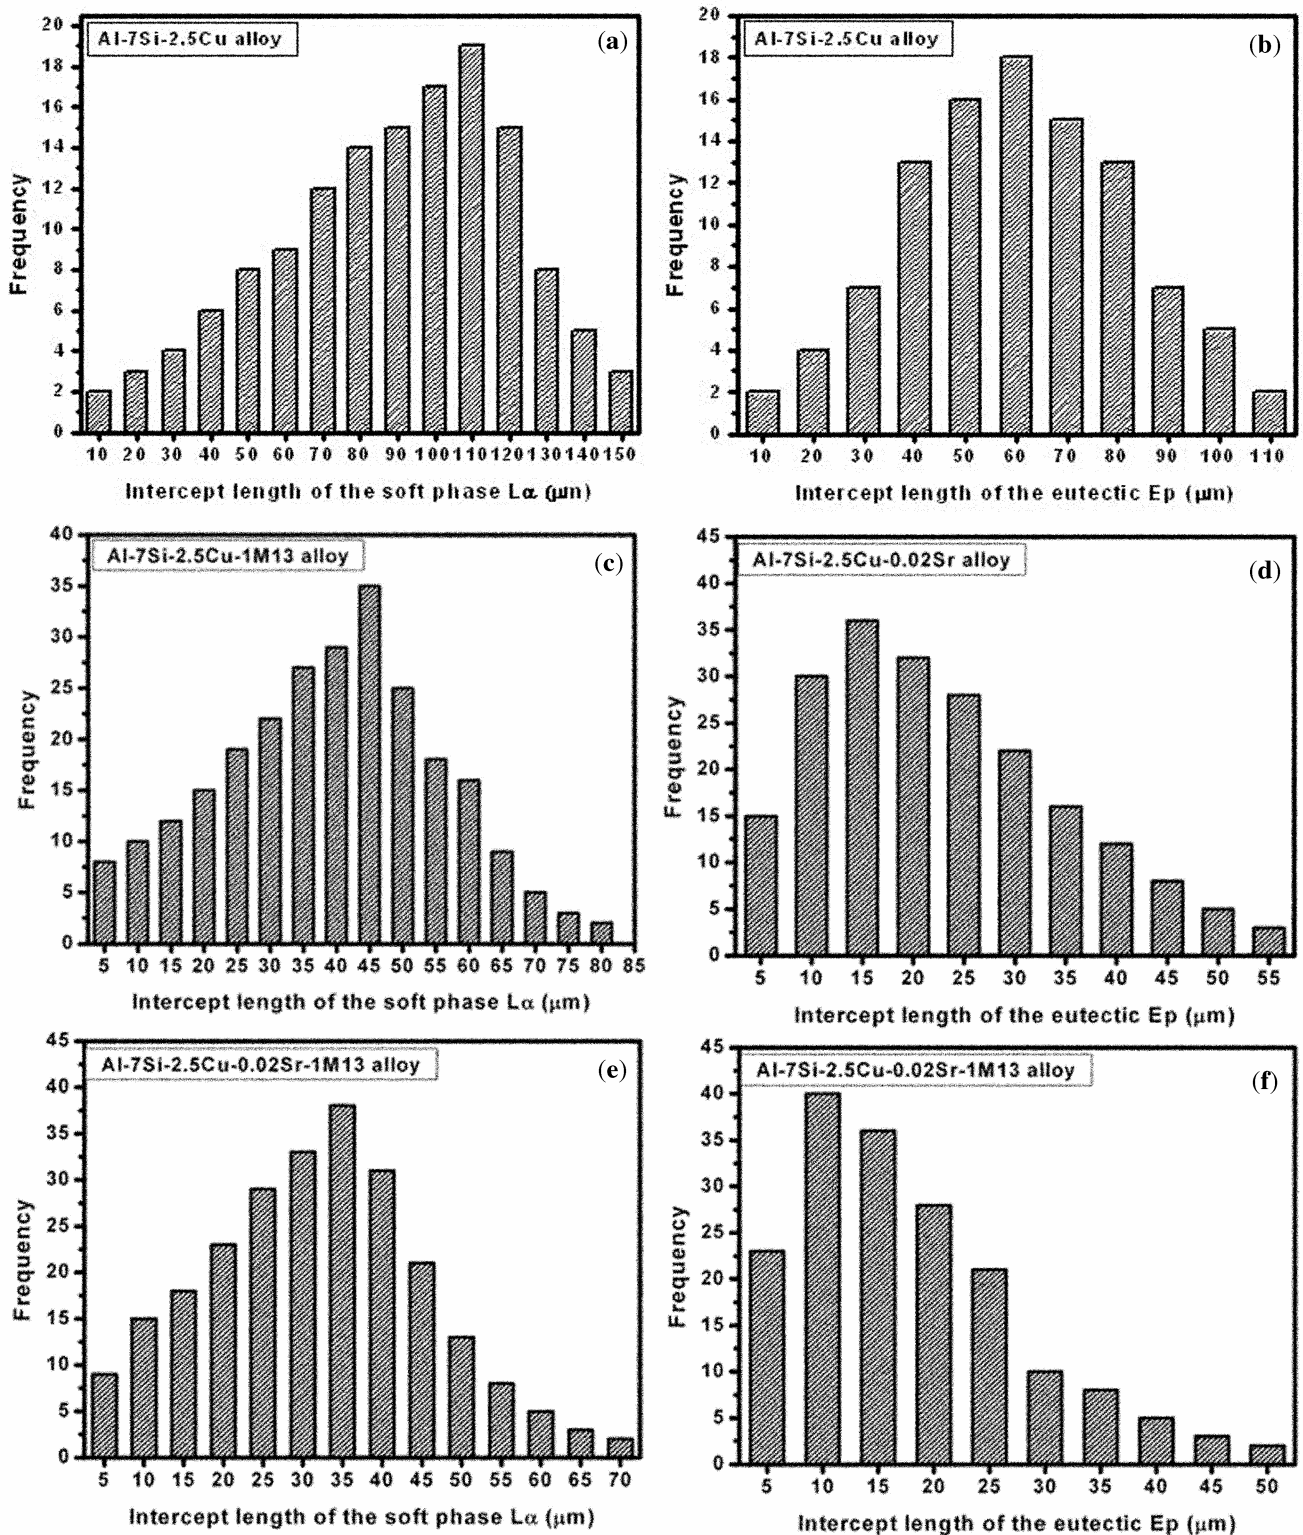 Al-7Si-2.5Cu alloy
(a)
Frequency
20
18
16
14
12
10
8
6
4
2
0
10 20 30 40 50 60 70 80 90 100 110 120 130 140 150
Intercept length of the soft phase Lα (μm)
Al-7Si-2.5Cu alloy
(b)
Frequency
20
18
16
14
12
10
8
6
4
2
0
10 20 30 40 50 60 70 80 90 100 110
Intercept length of the eutectic Ep (μm)
Al-7Si-2.5Cu-1M13 alloy
(c)
Frequency
40
35
30
25
20
15
10
5
0
5 10 15 20 25 30 35 40 45 50 55 60 65 70 75 80 85
Intercept length of the soft phase Lα (μm)
Al-7Si-2.5Cu-0.02Sr alloy
(d)
Frequency
45
40
35
30
25
20
15
10
5
0
5 10 15 20 25 30 35 40 45 50 55
Intercept length of the eutectic Ep (μm)
Al-7Si-2.5Cu-0.02Sr-1M13 alloy
(e)
Frequency
45
40
35
30
25
20
15
10
5
0
5 10 15 20 25 30 35 40 45 50 55 60 65 70
Intercept length of the soft phase Lα (μm)
Al-7Si-2.5Cu-0.02Sr-1M13 alloy
(f)
Frequency
45
40
35
30
25
20
15
10
5
0
5 10 15 20 25 30 35 40 45 50
Intercept length of the eutectic Ep (μm)